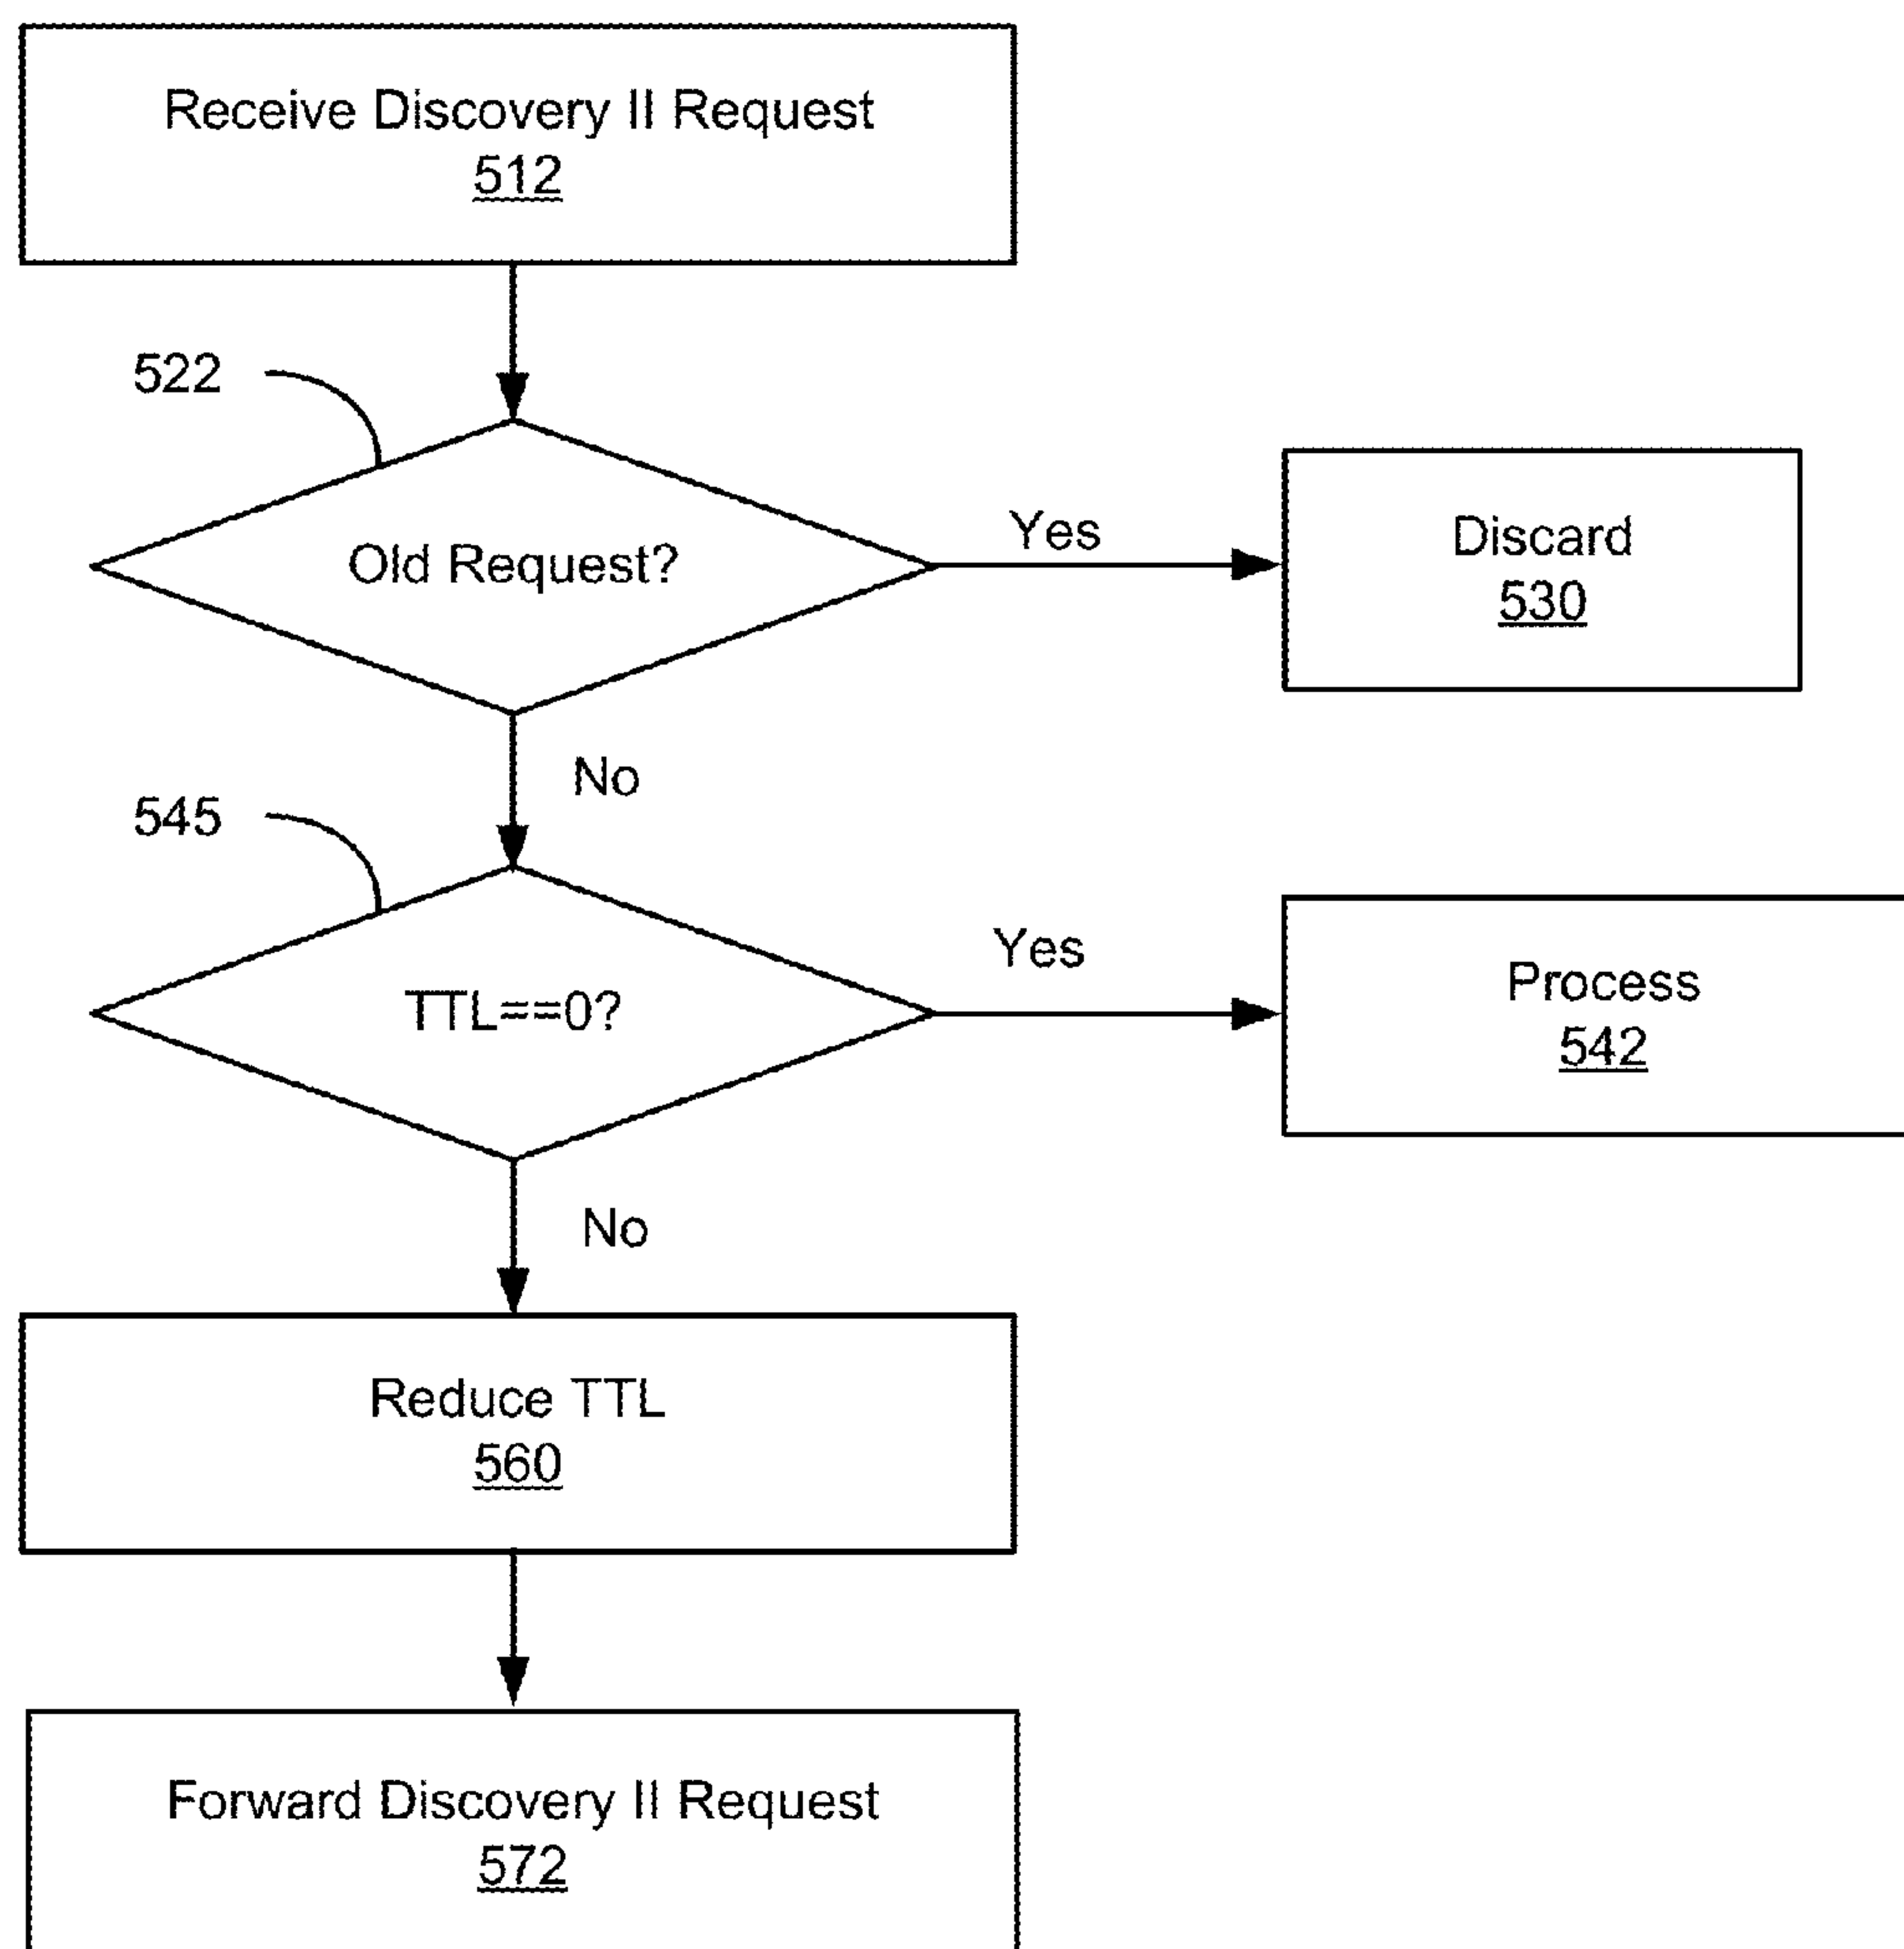 Receive Discovery II Request
512
522
Old Request?
Yes
Discard
530
No
545
TTL==0?
Yes
Process
542
No
Reduce TTL
560
Forward Discovery II Request
572